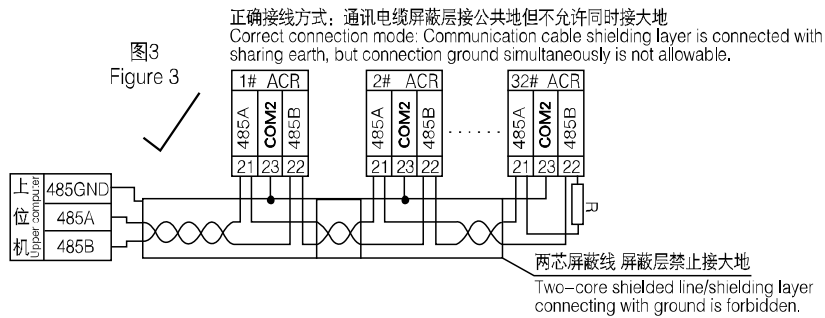 正确接线方式：通讯电缆屏蔽层接公共地但不允许同时接大地
Correct connection mode: Communication cable shielding layer is connected with
sharing earth, but connection ground simultaneously is not allowable.
图3
Figure 3
1# ACR
485A
COM2
485B
21 23 22
2# ACR
485A
COM2
485B
21 23 22
......
32# ACR
485A
COM2
485B
21 23 22
R
上位机
Upper computer
485GND
485A
485B
两芯屏蔽线 屏蔽层禁止接大地
Two-core shielded line/shielding layer
connecting with ground is forbidden.